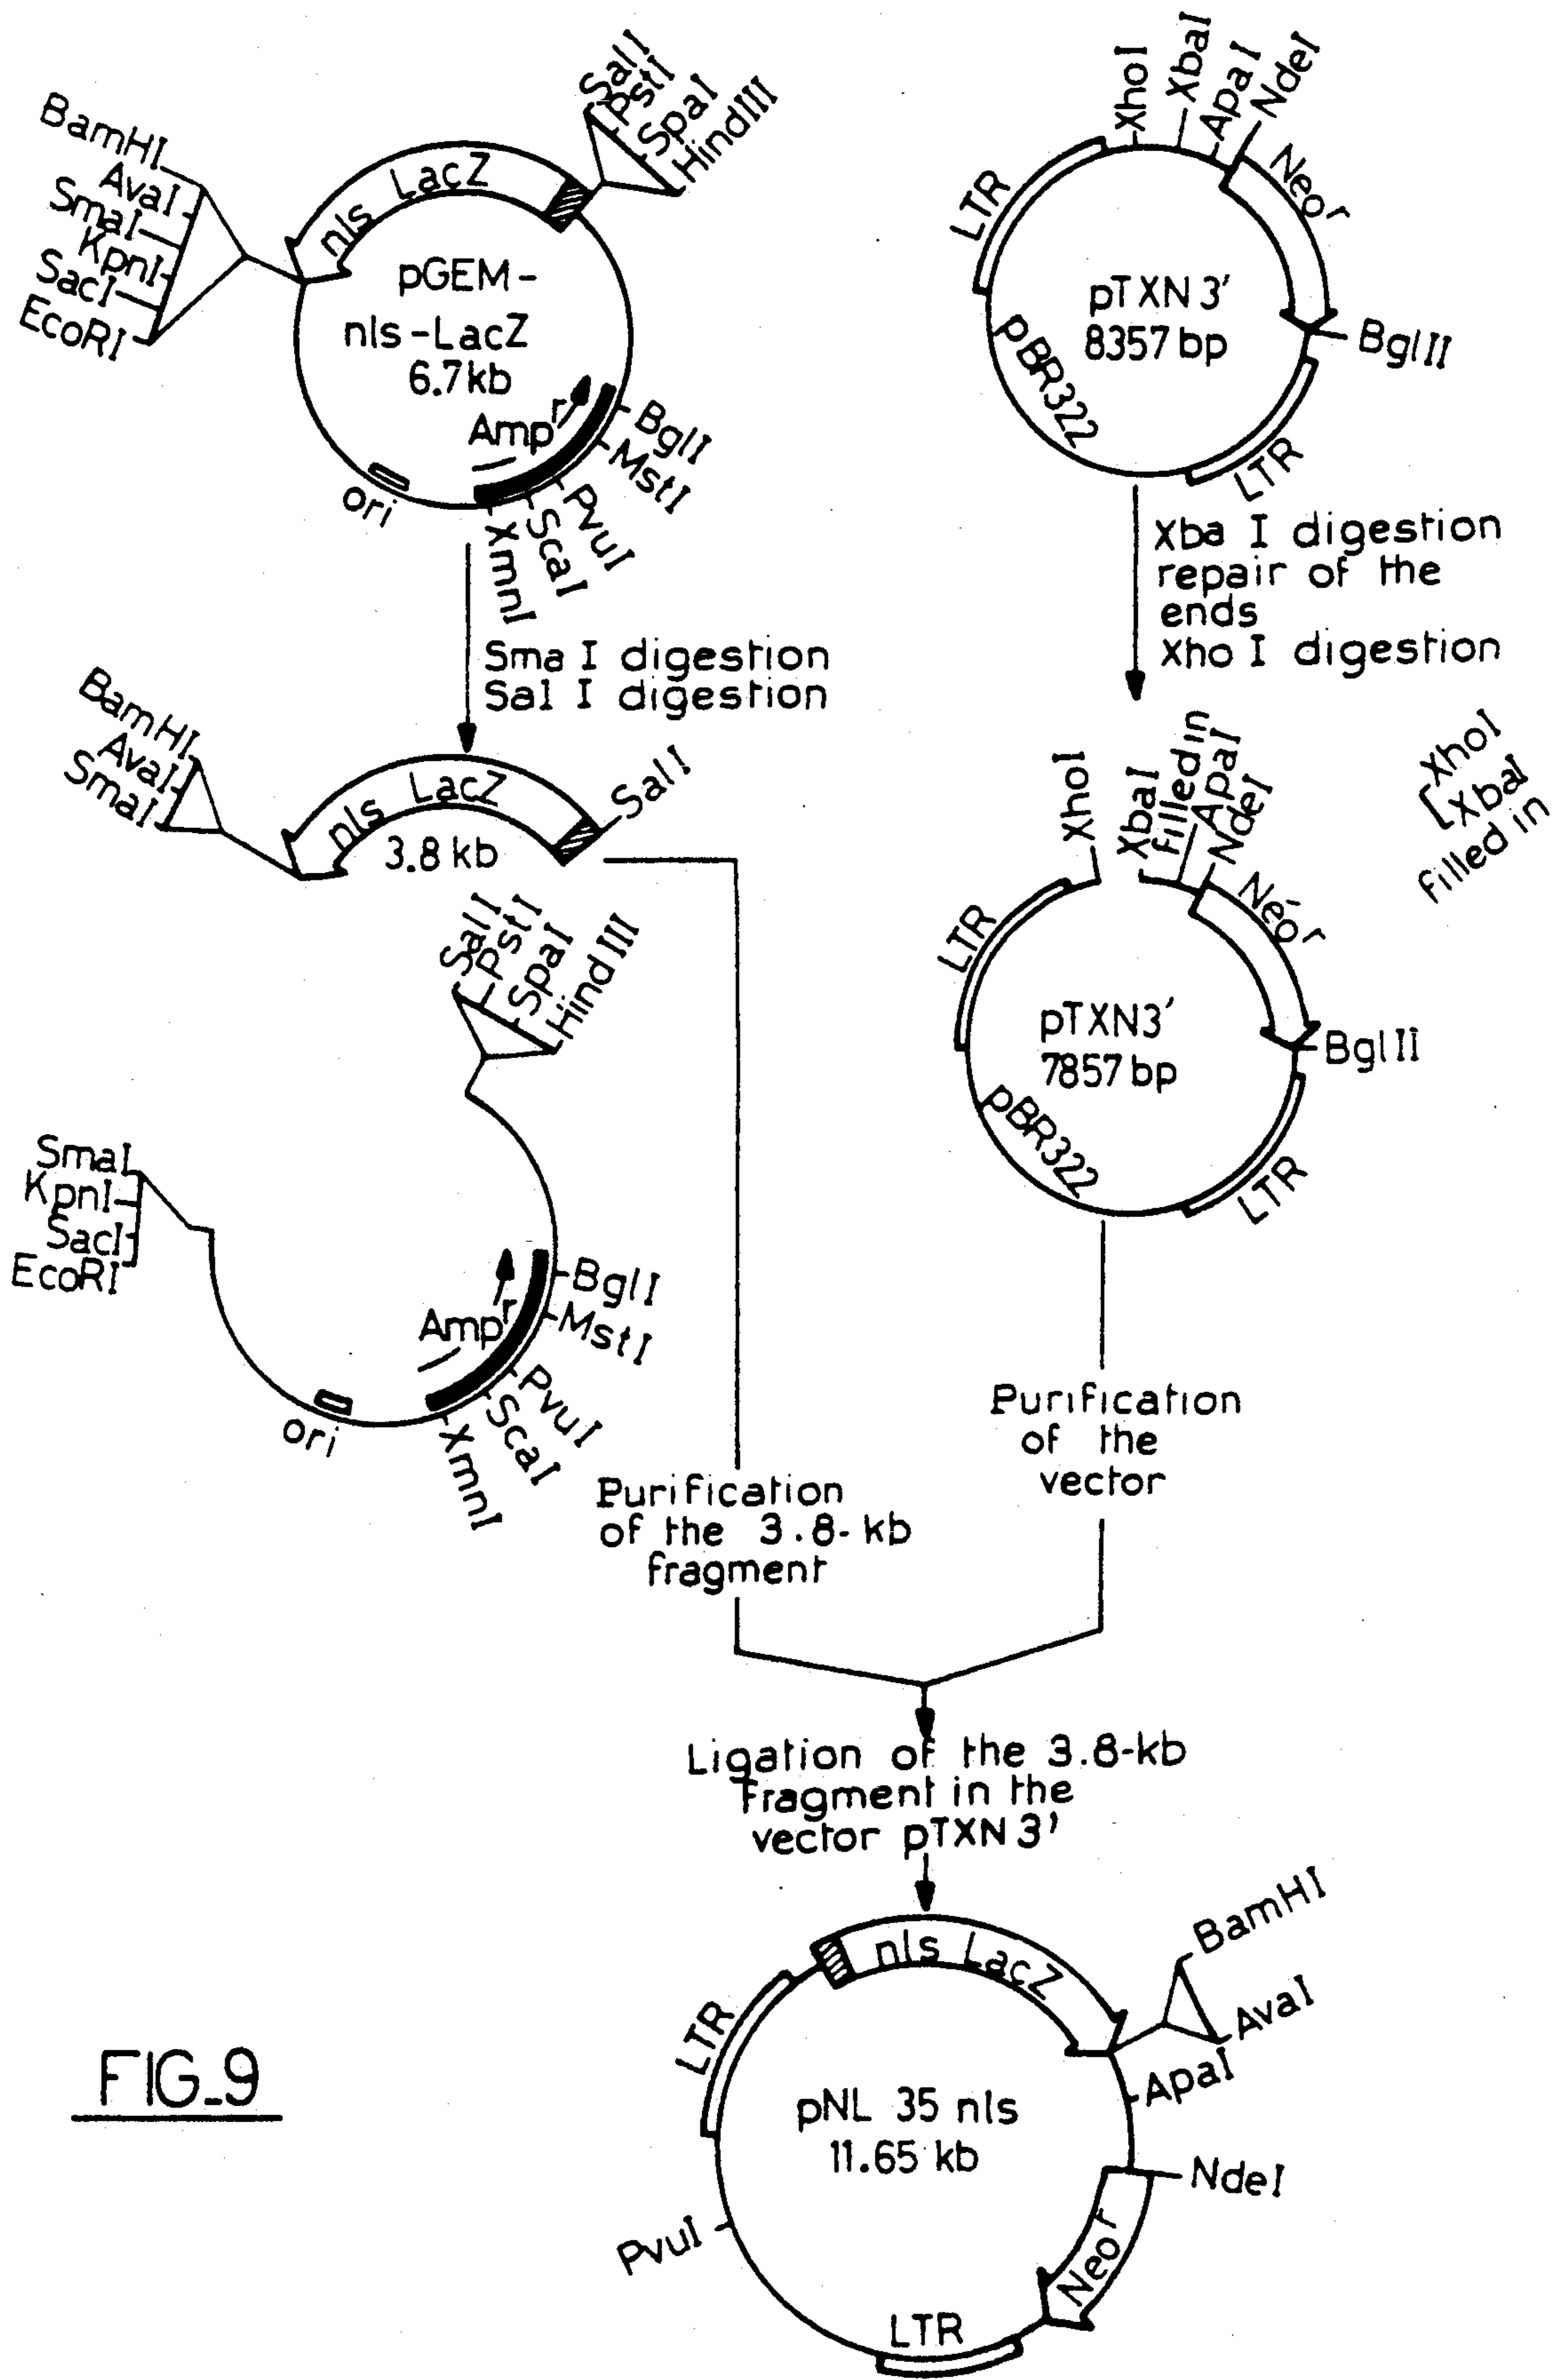 SalI
PstI
SpaI
HindIII
BamHI
AvaI
SmaI
KpnI
SacI
EcoRI
nls LacZ
pGEM-
nls-LacZ
6.7kb
Amp r
ori
BglI
MstI
PvuI
ScaI
XmnI
XhoI
XbaI
ApaI
NdeI
LTR
Neo r
pTXN 3'
8357 bp
pBR322
BglII
LTR
Sma I digestion
Sal I digestion
Xba I digestion
repair of the
ends
Xho I digestion
BamHI
AvaI
SmaI
nls LacZ
3.8 kb
SalI
XhoI
XbaI
filled in
ApaI
NdeI
XhoI
XbaI
filled in
LTR
Neo r
pTXN3'
7857 bp
pBR322
BglII
LTR
SalI
PstI
SpaI
HindIII
SmaI
KpnI
SacI
EcoRI
Amp r
ori
BglI
MstI
PvuI
ScaI
XmnI
Purification
of the 3.8-kb
fragment
Purification
of the
vector
Ligation of the 3.8-kb
fragment in the
vector pTXN 3'
nls LacZ
BamHI
AvaI
ApaI
LTR
pNL 35 nls
11.65 kb
NdeI
Neo r
PvuI
LTR
FIG_9